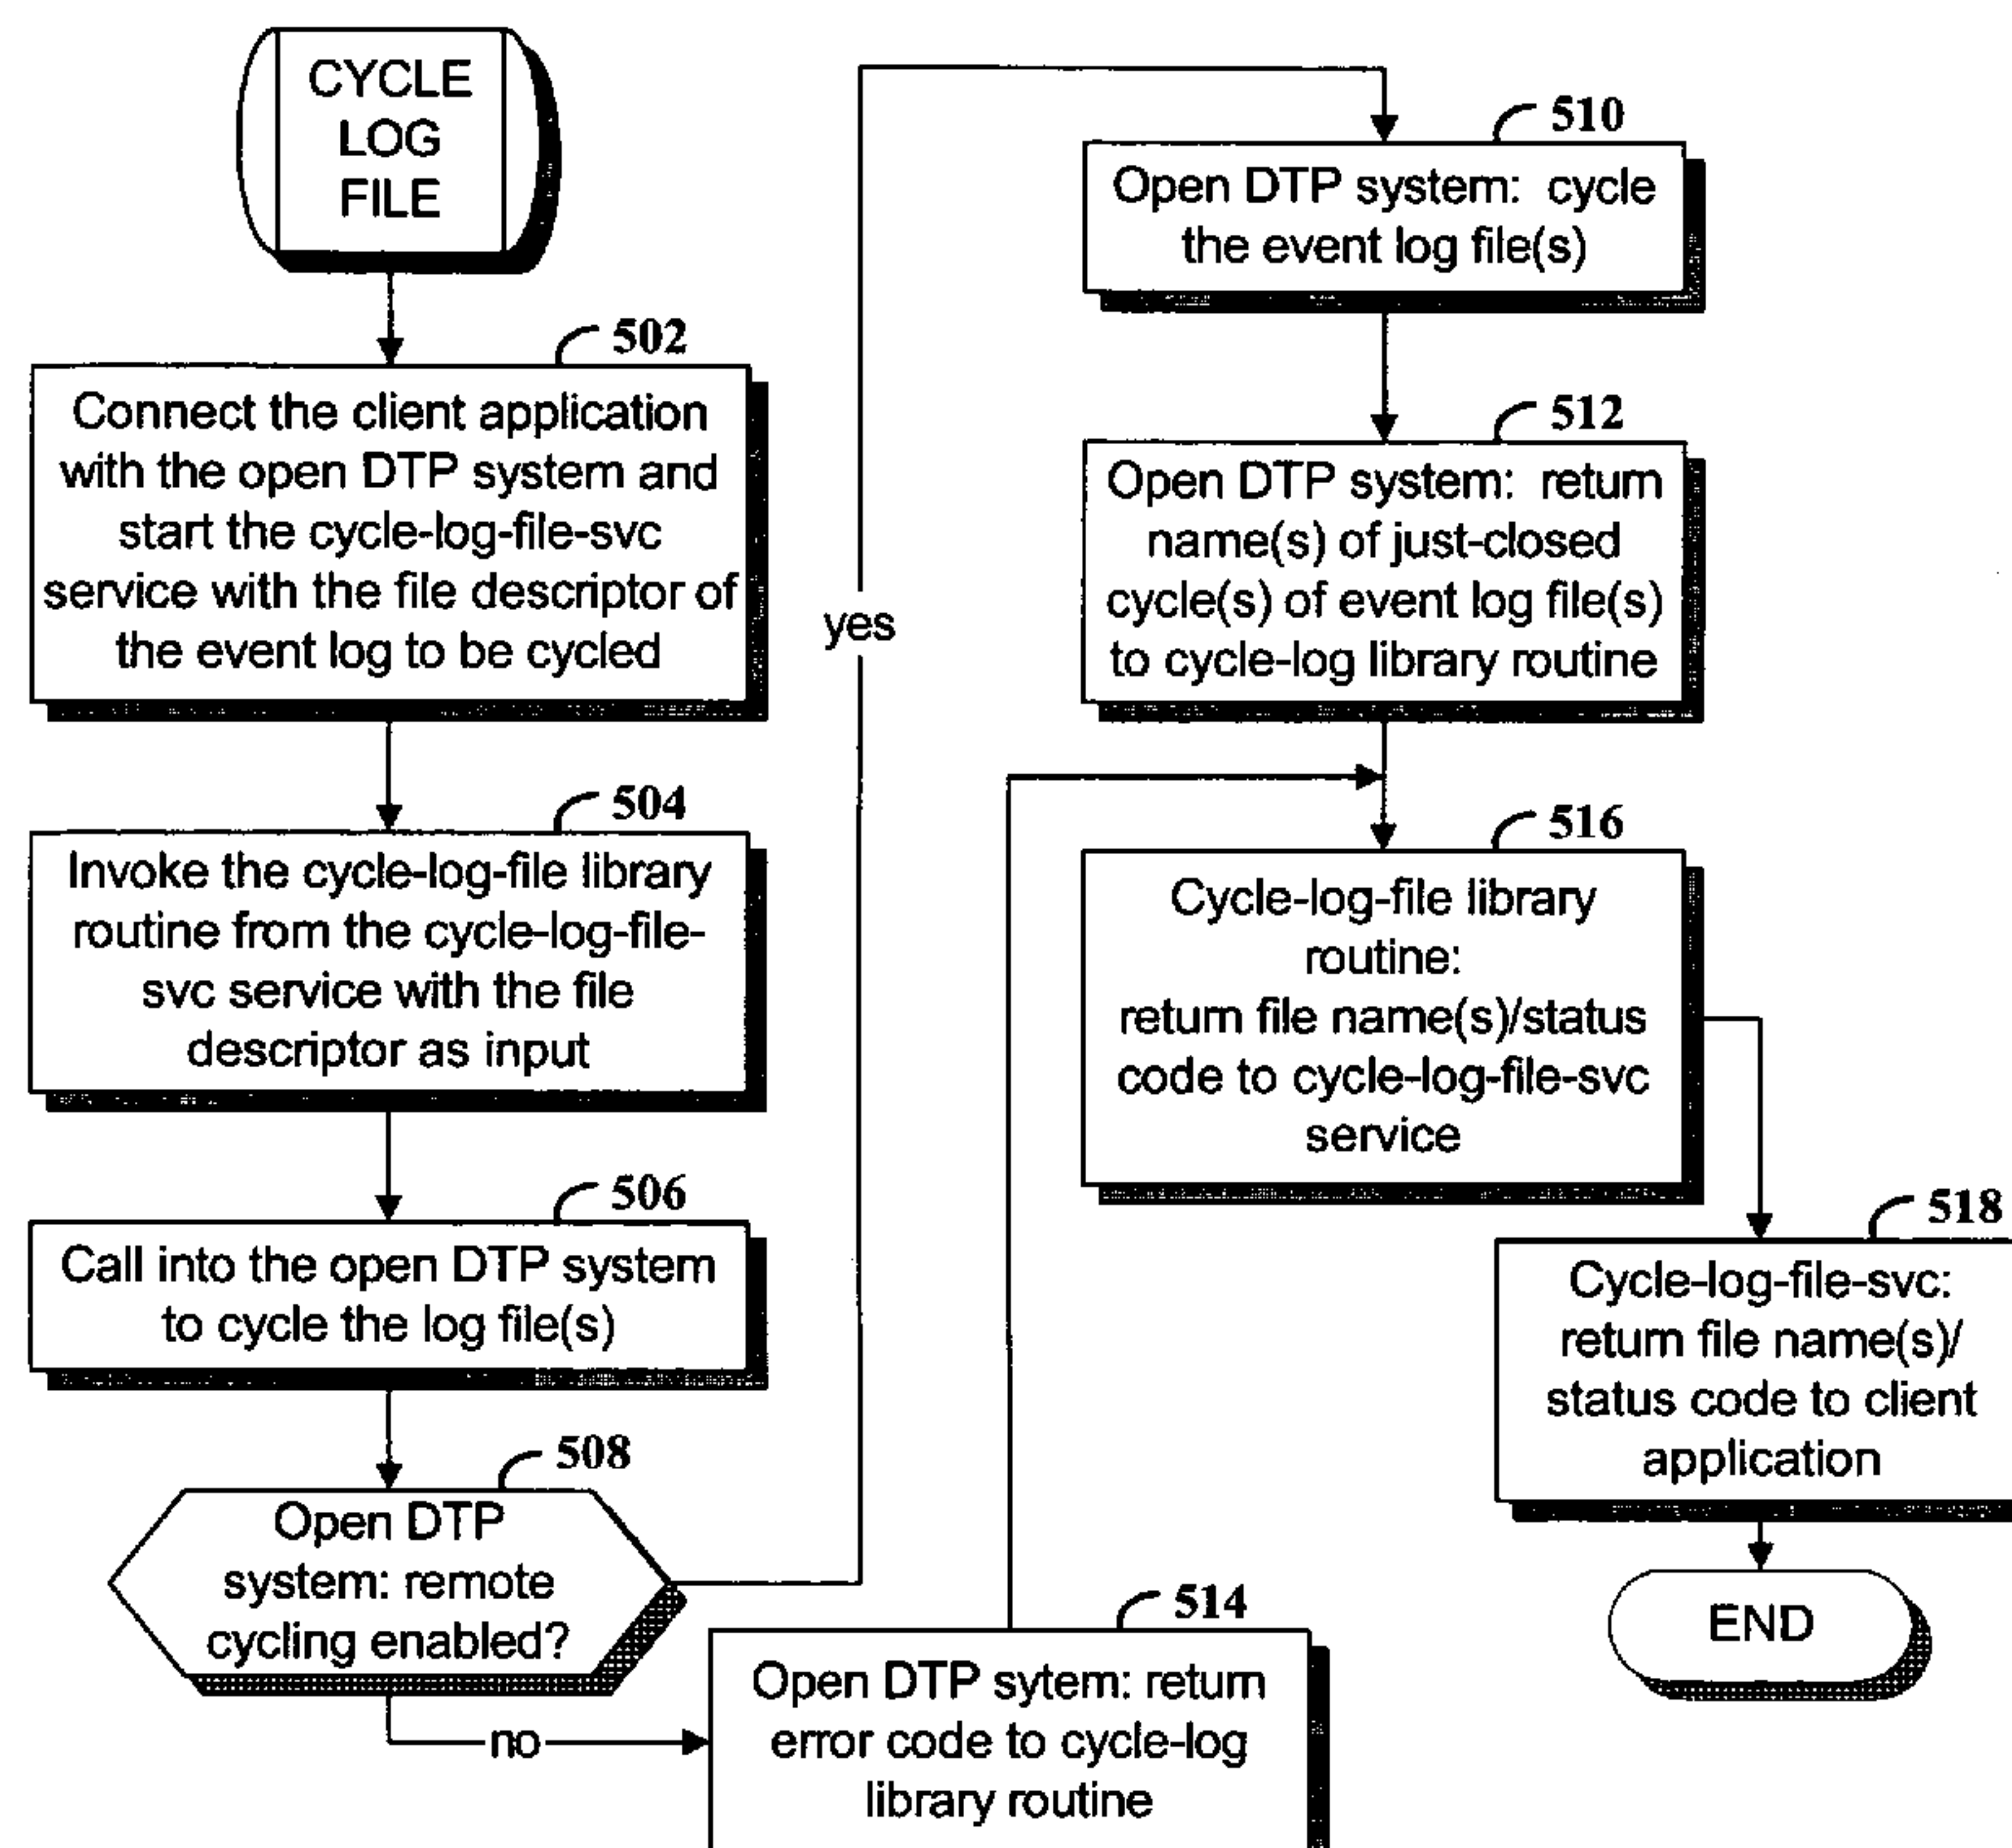 CYCLE
LOG
FILE
502
Connect the client application
with the open DTP system and
start the cycle-log-file-svc
service with the file descriptor of
the event log to be cycled
504
Invoke the cycle-log-file library
routine from the cycle-log-file-
svc service with the file
descriptor as input
506
Call into the open DTP system
to cycle the log file(s)
508
Open DTP
system: remote
cycling enabled?
yes
no
510
Open DTP system: cycle
the event log file(s)
512
Open DTP system: return
name(s) of just-closed
cycle(s) of event log file(s)
to cycle-log library routine
514
Open DTP sytem: return
error code to cycle-log
library routine
516
Cycle-log-file library
routine:
return file name(s)/status
code to cycle-log-file-svc
service
518
Cycle-log-file-svc:
return file name(s)/
status code to client
application
END